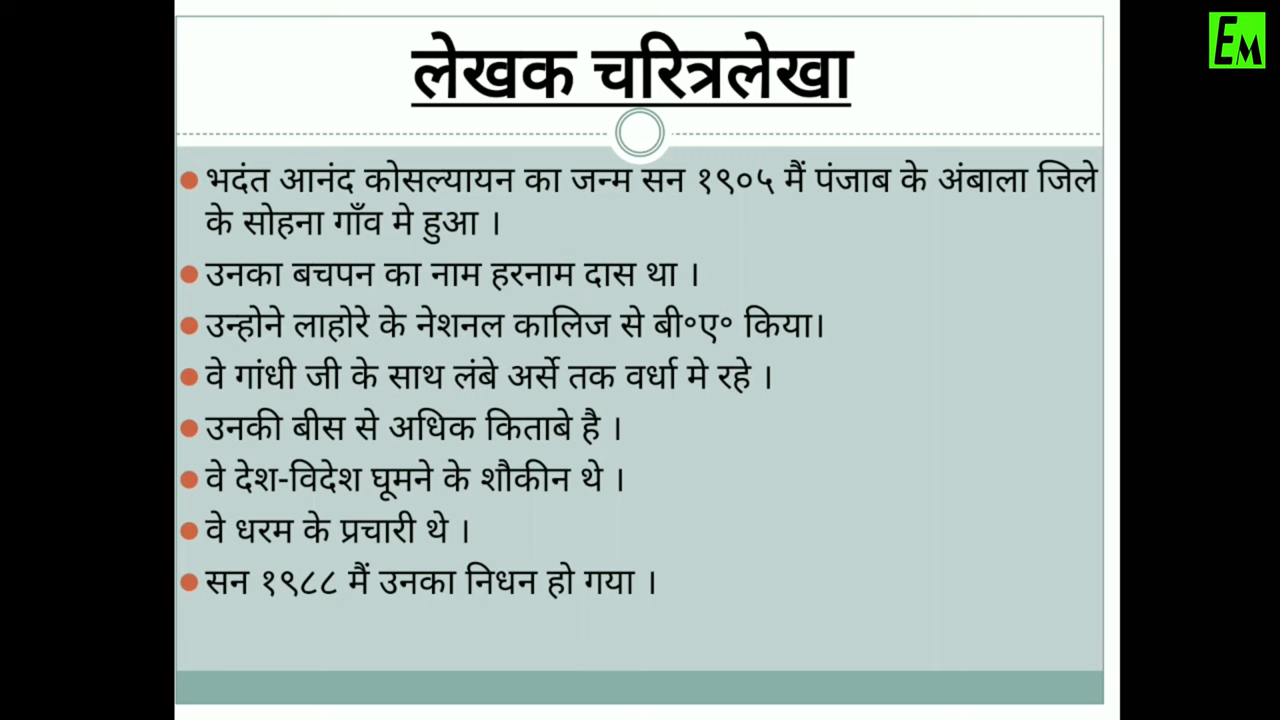 लेखक चरित्रलेखा
EM
भदंत आनंद कोसल्यायन का जन्म सन १९०५ मैं पंजाब के अंबाला जिले
के सोहना गाँव मे हुआ ।
उनका बचपन का नाम हरनाम दास था ।
उन्होने लाहोरे के नेशनल कालिज से बी॰ए॰ किया।
वे गांधी जी के साथ लंबे अर्से तक वर्धा मे रहे ।
उनकी बीस से अधिक किताबे है ।
वे देश-विदेश घूमने के शौकीन थे ।
वे धरम के प्रचारी थे ।
सन १९८८ मैं उनका निधन हो गया ।